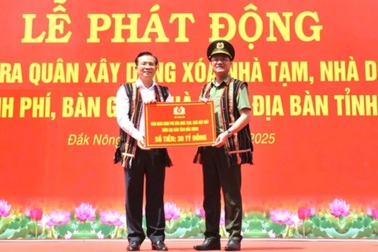 LỄ PHÁT ĐỘNG
RA QUÂN XÂY DỰNG XÓA NHÀ TẠM, NHÀ D
NH PHÍ, BÀN G ĐỊA BÀN TỈNH
Đắk Nông 2025
SỐ TIỀN: 30 TỶ ĐỒNG